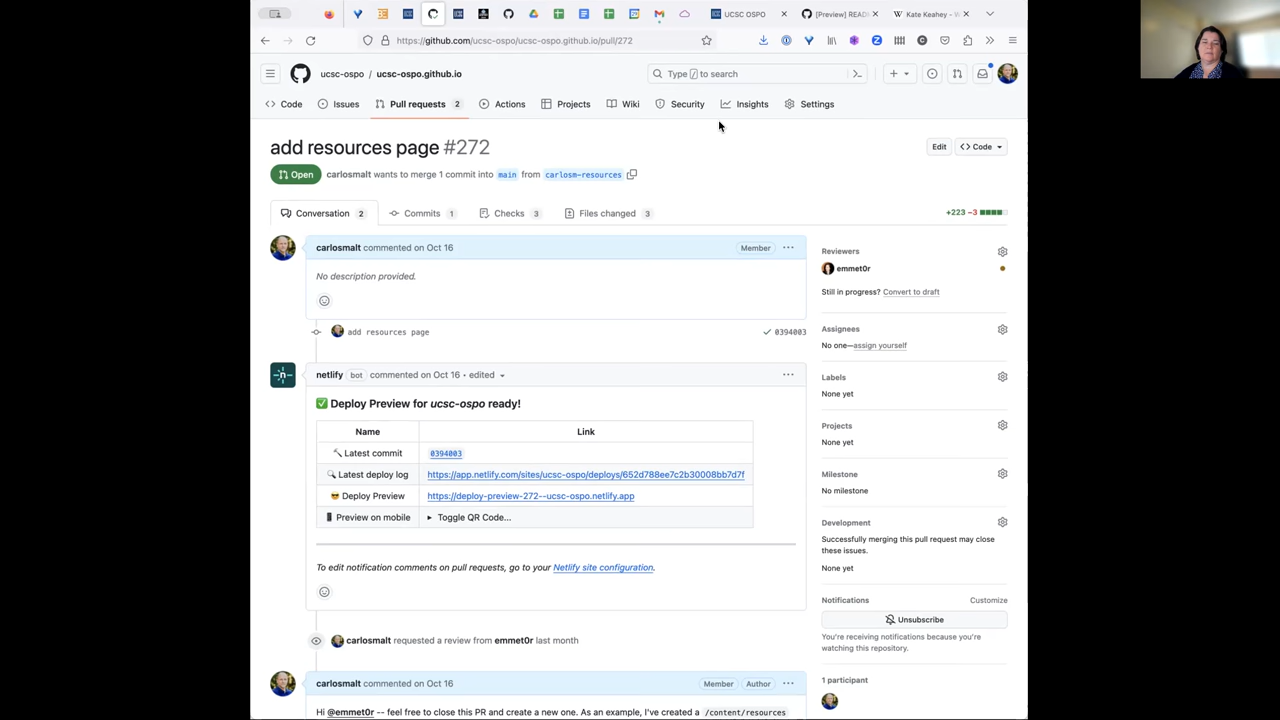 UCSC OSPO
[Preview] READ
Kate Keahey - Wik
https://github.com/ucsc-ospo/ucsc-ospo.github.io/pull/272
ucsc-ospo / ucsc-ospo.github.io
Type / to search
Code
Issues
Pull requests 2
Actions
Projects
Wiki
Security
Insights
Settings
add resources page #272
Edit
<> Code
Open
carlosmalt wants to merge 1 commit into main from carlosm-resources
Conversation 2
Commits 1
Checks 3
Files changed 3
+223 −3
carlosmalt commented on Oct 16
Member
No description provided.
add resources page
0394003
netlify bot commented on Oct 16 • edited
Deploy Preview for ucsc-ospo ready!
Name Link
Latest commit 0394003
Latest deploy log https://app.netlify.com/sites/ucsc-ospo/deploys/652d788ee7c2b30008bb7d7f
Deploy Preview https://deploy-preview-272--ucsc-ospo.netlify.app
Preview on mobile Toggle QR Code...
To edit notification comments on pull requests, go to your Netlify site configuration.
carlosmalt requested a review from emmet0r last month
carlosmalt commented on Oct 16
Member Author
Hi @emmet0r -- feel free to close this PR and create a new one. As an example, I've created a /content/resources
Reviewers
emmet0r
Still in progress? Convert to draft
Assignees
No one—assign yourself
Labels
None yet
Projects
None yet
Milestone
No milestone
Development
Successfully merging this pull request may close
these issues.
None yet
Notifications
Customize
Unsubscribe
You're receiving notifications because you're
watching this repository.
1 participant